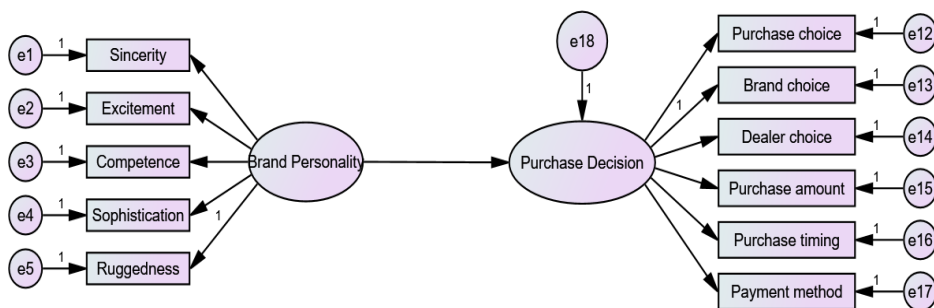 e1
1
Sincerity
e2
1
Excitement
e3
1
Competence
e4
1
Sophistication
e5
1
Ruggedness
1
Brand Personality
e18
1
Purchase Decision
1
Purchase choice
1
e12
Brand choice
1
e13
Dealer choice
1
e14
Purchase amount
1
e15
Purchase timing
1
e16
Payment method
1
e17